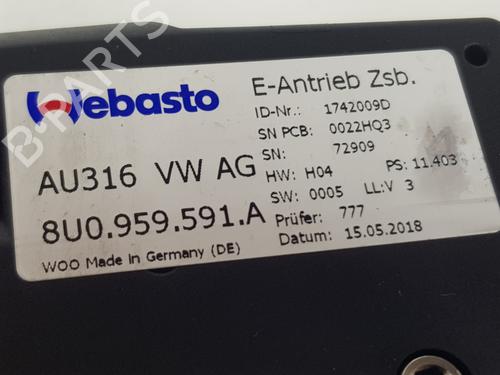 Webasto
E-Antrieb Zsb.
ID-Nr.: 1742009D
SN PCB: 0022HQ3
SN: 72909
HW: H04 PS: 11.403
SW: 0005 LL:V 3
Prüfer: 777
Datum: 15.05.2018
AU316 VW AG
8U0.959.591.A
WOO Made in Germany (DE)
B-PARTS